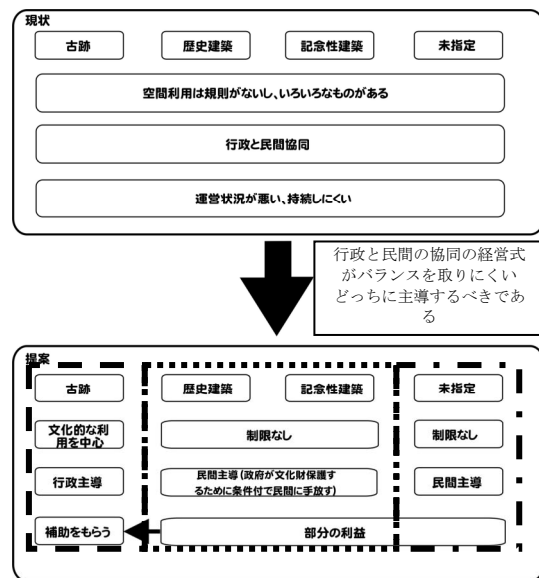 現状
古跡
歴史建築
記念性建築
未指定
空間利用は規則がないし、いろいろなものがある
行政と民間協同
運営状況が悪い、持続しにくい
行政と民間の協同の経営式
がバランスを取りにくい
どっちに主導するべきであ
る
提案
古跡
歴史建築
記念性建築
未指定
文化的な利
用を中心
制限なし
制限なし
行政主導
民間主導(政府が文化財保護す
るために条件付で民間に手放す)
民間主導
補助をもらう
部分の利益